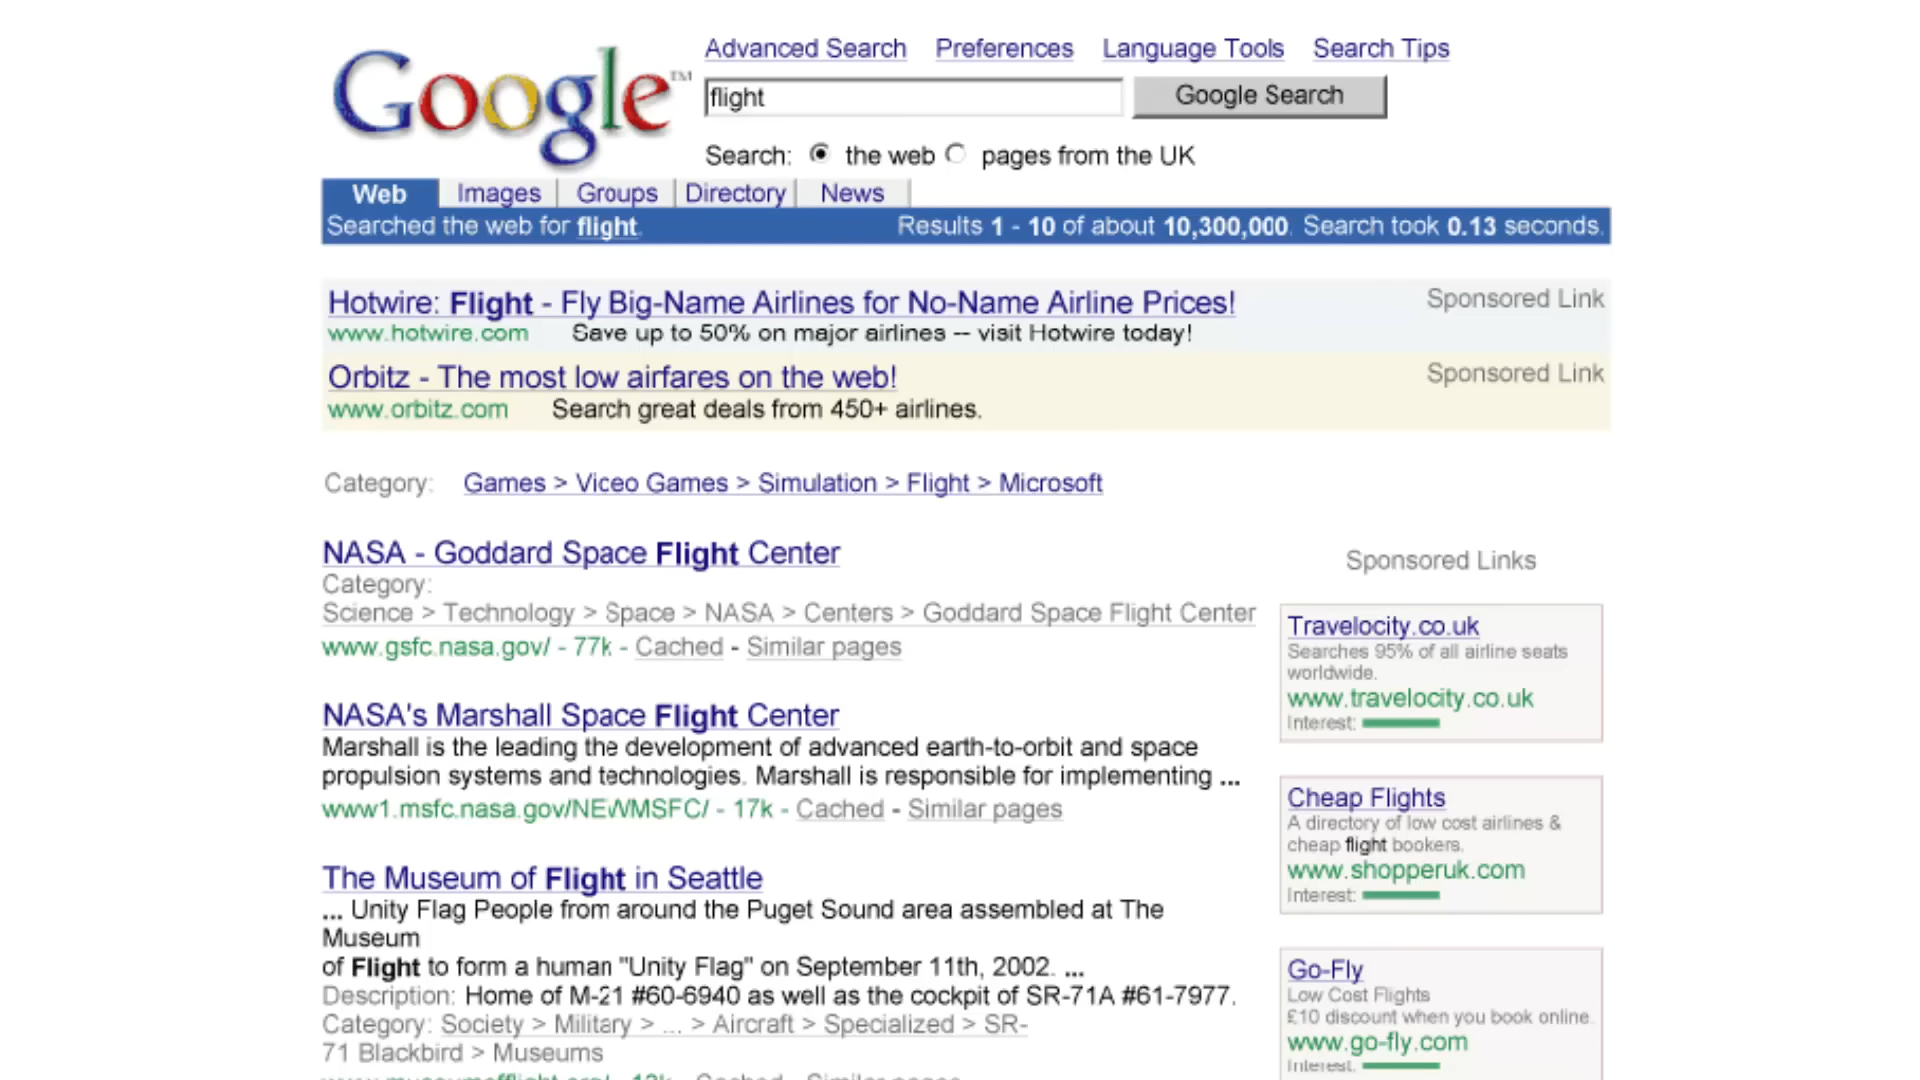 Advanced Search Preferences Language Tools Search Tips
Google™
flight Google Search
Search: the web pages from the UK
Web Images Groups Directory News
Searched the web for flight. Results 1 - 10 of about 10,300,000. Search took 0.13 seconds.
Hotwire: Flight - Fly Big-Name Airlines for No-Name Airline Prices! Sponsored Link
www.hotwire.com Save up to 50% on major airlines -- visit Hotwire today!
Orbitz - The most low airfares on the web! Sponsored Link
www.orbitz.com Search great deals from 450+ airlines.
Category: Games > Viceo Games > Simulation > Flight > Microsoft
NASA - Goddard Space Flight Center
Category:
Science > Technology > Space > NASA > Centers > Goddard Space Flight Center
www.gsfc.nasa.gov/ - 77k - Cached - Similar pages
NASA's Marshall Space Flight Center
Marshall is the leading the development of advanced earth-to-orbit and space
propulsion systems and technologies. Marshall is responsible for implementing ...
www1.msfc.nasa.gov/NEWMSFC/ - 17k - Cached - Similar pages
The Museum of Flight in Seattle
... Unity Flag People from around the Puget Sound area assembled at The
Museum
of Flight to form a human "Unity Flag" on September 11th, 2002. ...
Description: Home of M-21 #60-6940 as well as the cockpit of SR-71A #61-7977.
Category: Society > Military > ... > Aircraft > Specialized > SR-
71 Blackbird > Museums
www.museumofflight.org/ - 12k - Cached - Similar pages
Sponsored Links
Travelocity.co.uk
Searches 95% of all airline seats
worldwide.
www.travelocity.co.uk
Interest:
Cheap Flights
A directory of low cost airlines &
cheap flight bookers.
www.shopperuk.com
Interest:
Go-Fly
Low Cost Flights
£10 discount when you book online.
www.go-fly.com
Interest: